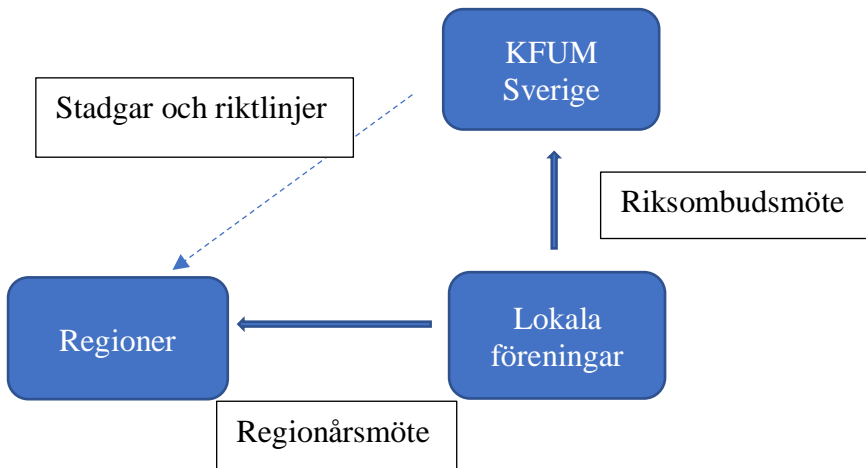 KFUM
Sverige
Stadgar och riktlinjer
Riksombudsmöte
Regioner
Lokala
föreningar
Regionårsmöte